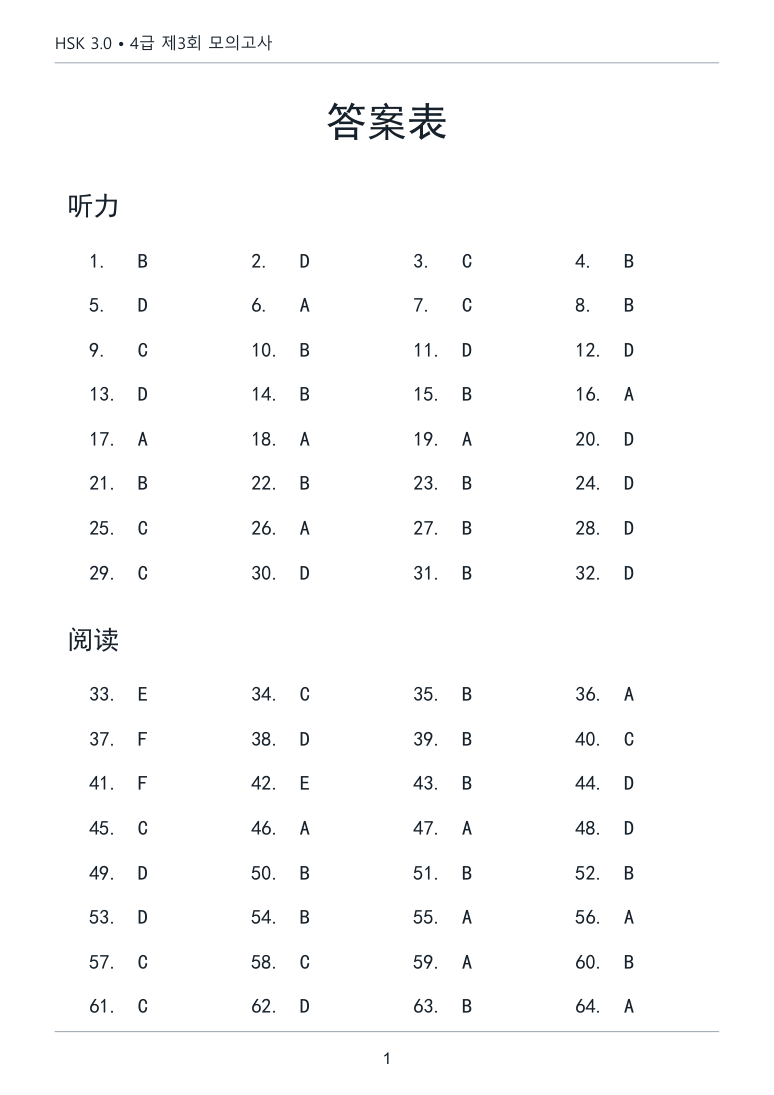 HSK 3.0 • 4급 제3회 모의고사
答案表
听力
1. B 2. D 3. C 4. B
5. D 6. A 7. C 8. B
9. C 10. B 11. D 12. D
13. D 14. B 15. B 16. A
17. A 18. A 19. A 20. D
21. B 22. B 23. B 24. D
25. C 26. A 27. B 28. D
29. C 30. D 31. B 32. D
阅读
33. E 34. C 35. B 36. A
37. F 38. D 39. B 40. C
41. F 42. E 43. B 44. D
45. C 46. A 47. A 48. D
49. D 50. B 51. B 52. B
53. D 54. B 55. A 56. A
57. C 58. C 59. A 60. B
61. C 62. D 63. B 64. A
1